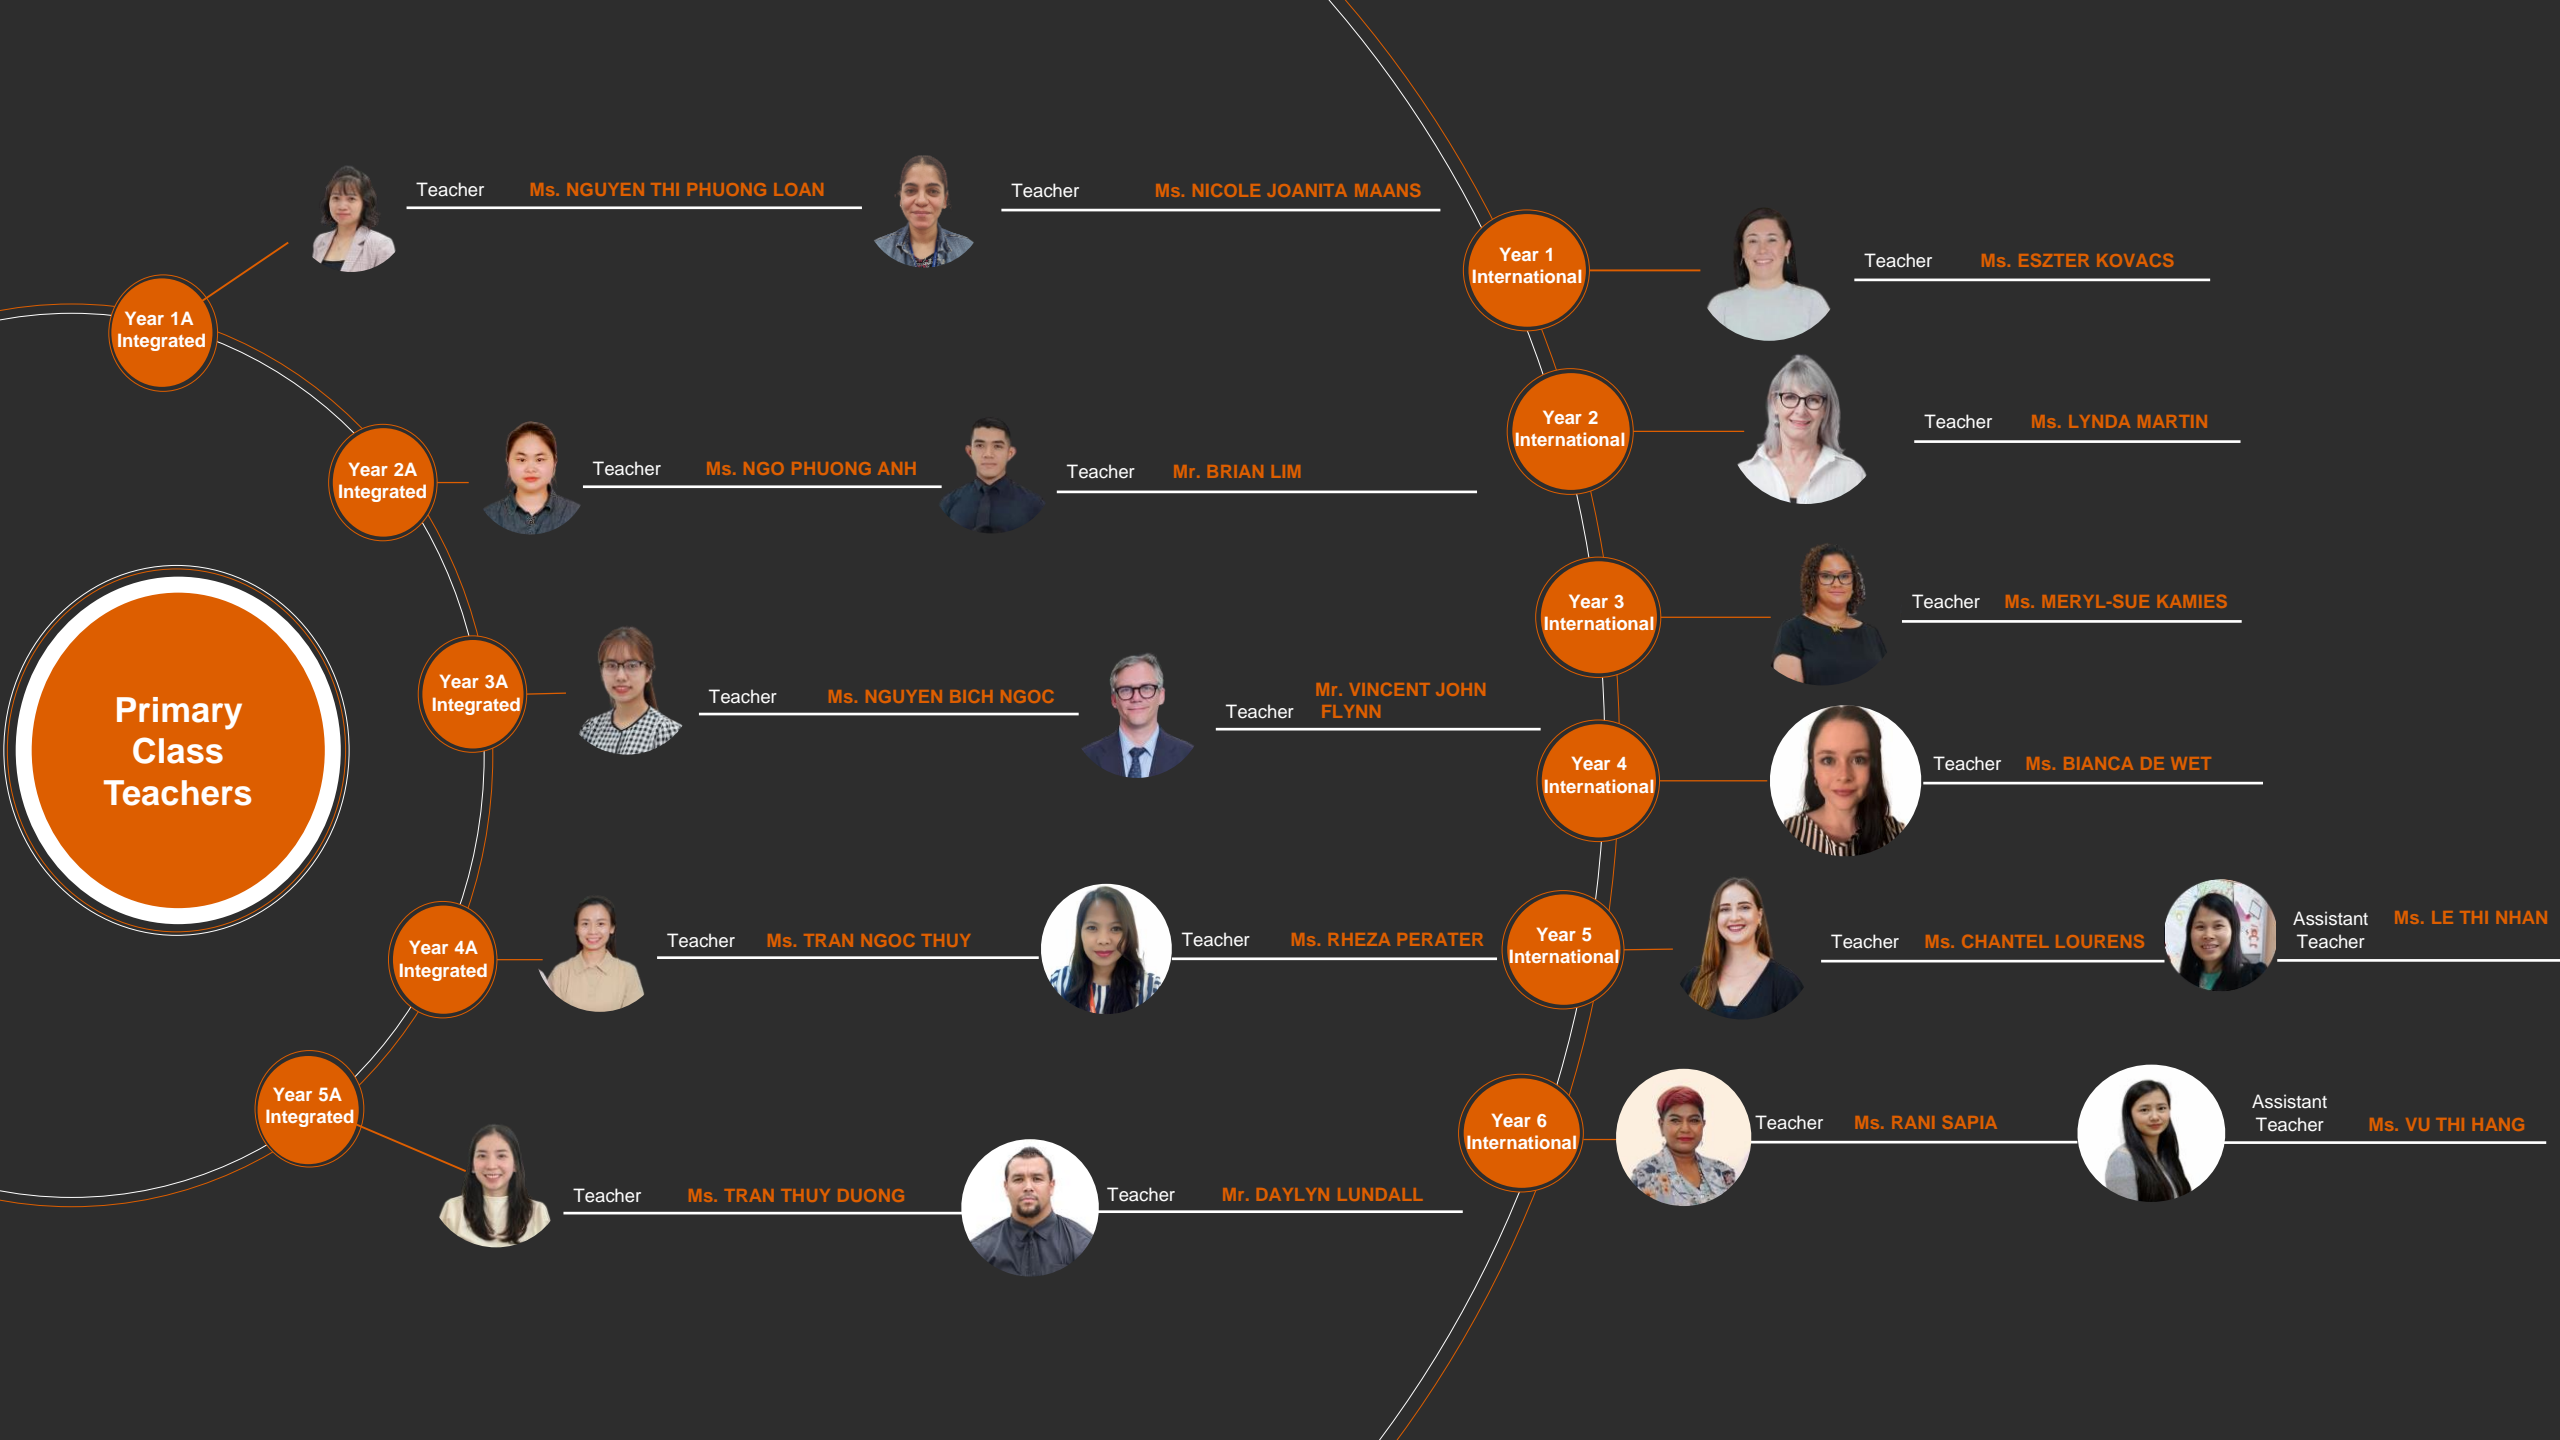 Primary
Class
Teachers
Year 1A
Integrated
Teacher Ms. NGUYEN THI PHUONG LOAN
Teacher Ms. NICOLE JOANITA MAANS
Year 2A
Integrated
Teacher Ms. NGO PHUONG ANH
Teacher Mr. BRIAN LIM
Year 3A
Integrated
Teacher Ms. NGUYEN BICH NGOC
Teacher Mr. VINCENT JOHN
FLYNN
Year 4A
Integrated
Teacher Ms. TRAN NGOC THUY
Teacher Ms. RHEZA PERATER
Year 5A
Integrated
Teacher Ms. TRAN THUY DUONG
Teacher Mr. DAYLYN LUNDALL
Year 1
International
Teacher Ms. ESZTER KOVACS
Year 2
International
Teacher Ms. LYNDA MARTIN
Year 3
International
Teacher Ms. MERYL-SUE KAMIES
Year 4
International
Teacher Ms. BIANCA DE WET
Year 5
International
Teacher Ms. CHANTEL LOURENS
Assistant Ms. LE THI NHAN
Teacher
Year 6
International
Teacher Ms. RANI SAPIA
Assistant
Teacher Ms. VU THI HANG